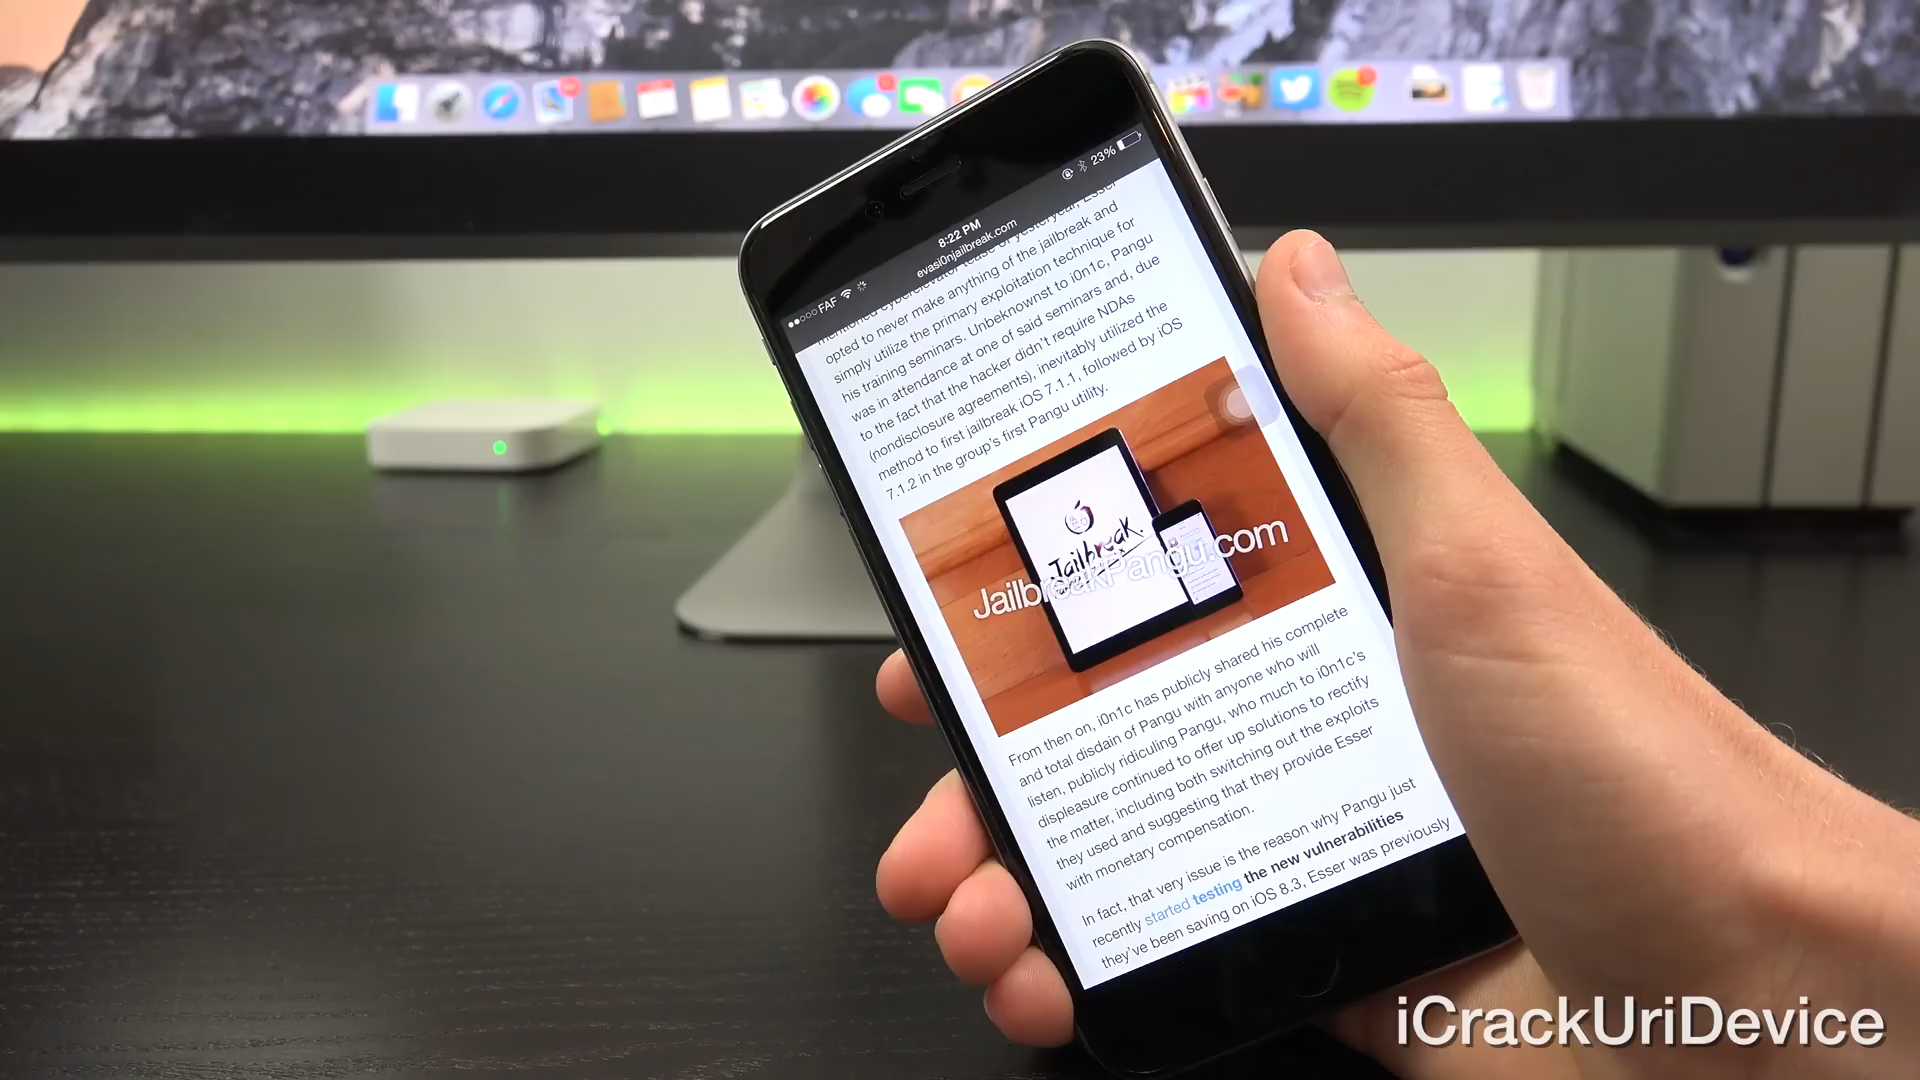 ●●○○○ FAF 8:22 PM 23%
evasi0njailbreak.com
opted to never make anything of the jailbreak and
simply utilize the primary exploitation technique for
his training seminars. Unbeknownst to i0n1c, Pangu
was in attendance at one of said seminars and, due
to the fact that the hacker didn't require NDAs
(nondisclosure agreements), inevitably utilized the
method to first jailbreak iOS 7.1.1, followed by iOS
7.1.2 in the group's first Pangu utility.
Jailbreak
JailbreakPangu.com
From then on, i0n1c has publicly shared his complete
and total disdain of Pangu with anyone who will
listen, publicly ridiculing Pangu, who much to i0n1c's
displeasure continued to offer up solutions to rectify
the matter, including both switching out the exploits
they used and suggesting that they provide Esser
with monetary compensation.
In fact, that very issue is the reason why Pangu just
recently started testing the new vulnerabilities
they've been saving on iOS 8.3, Esser was previously
iCrackUriDevice